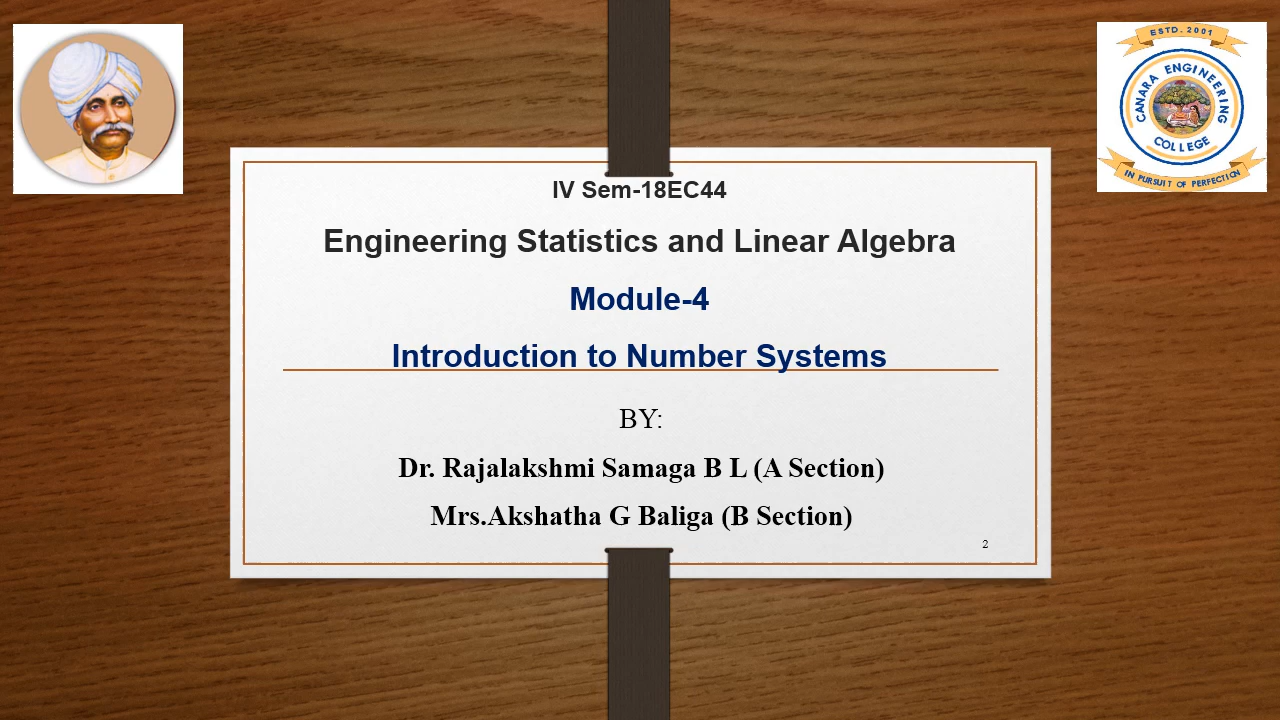 ESTD. 2001
CANARA ENGINEERING
COLLEGE
IN PURSUIT OF PERFECTION
IV Sem-18EC44
Engineering Statistics and Linear Algebra
Module-4
Introduction to Number Systems
BY:
Dr. Rajalakshmi Samaga B L (A Section)
Mrs.Akshatha G Baliga (B Section)
2